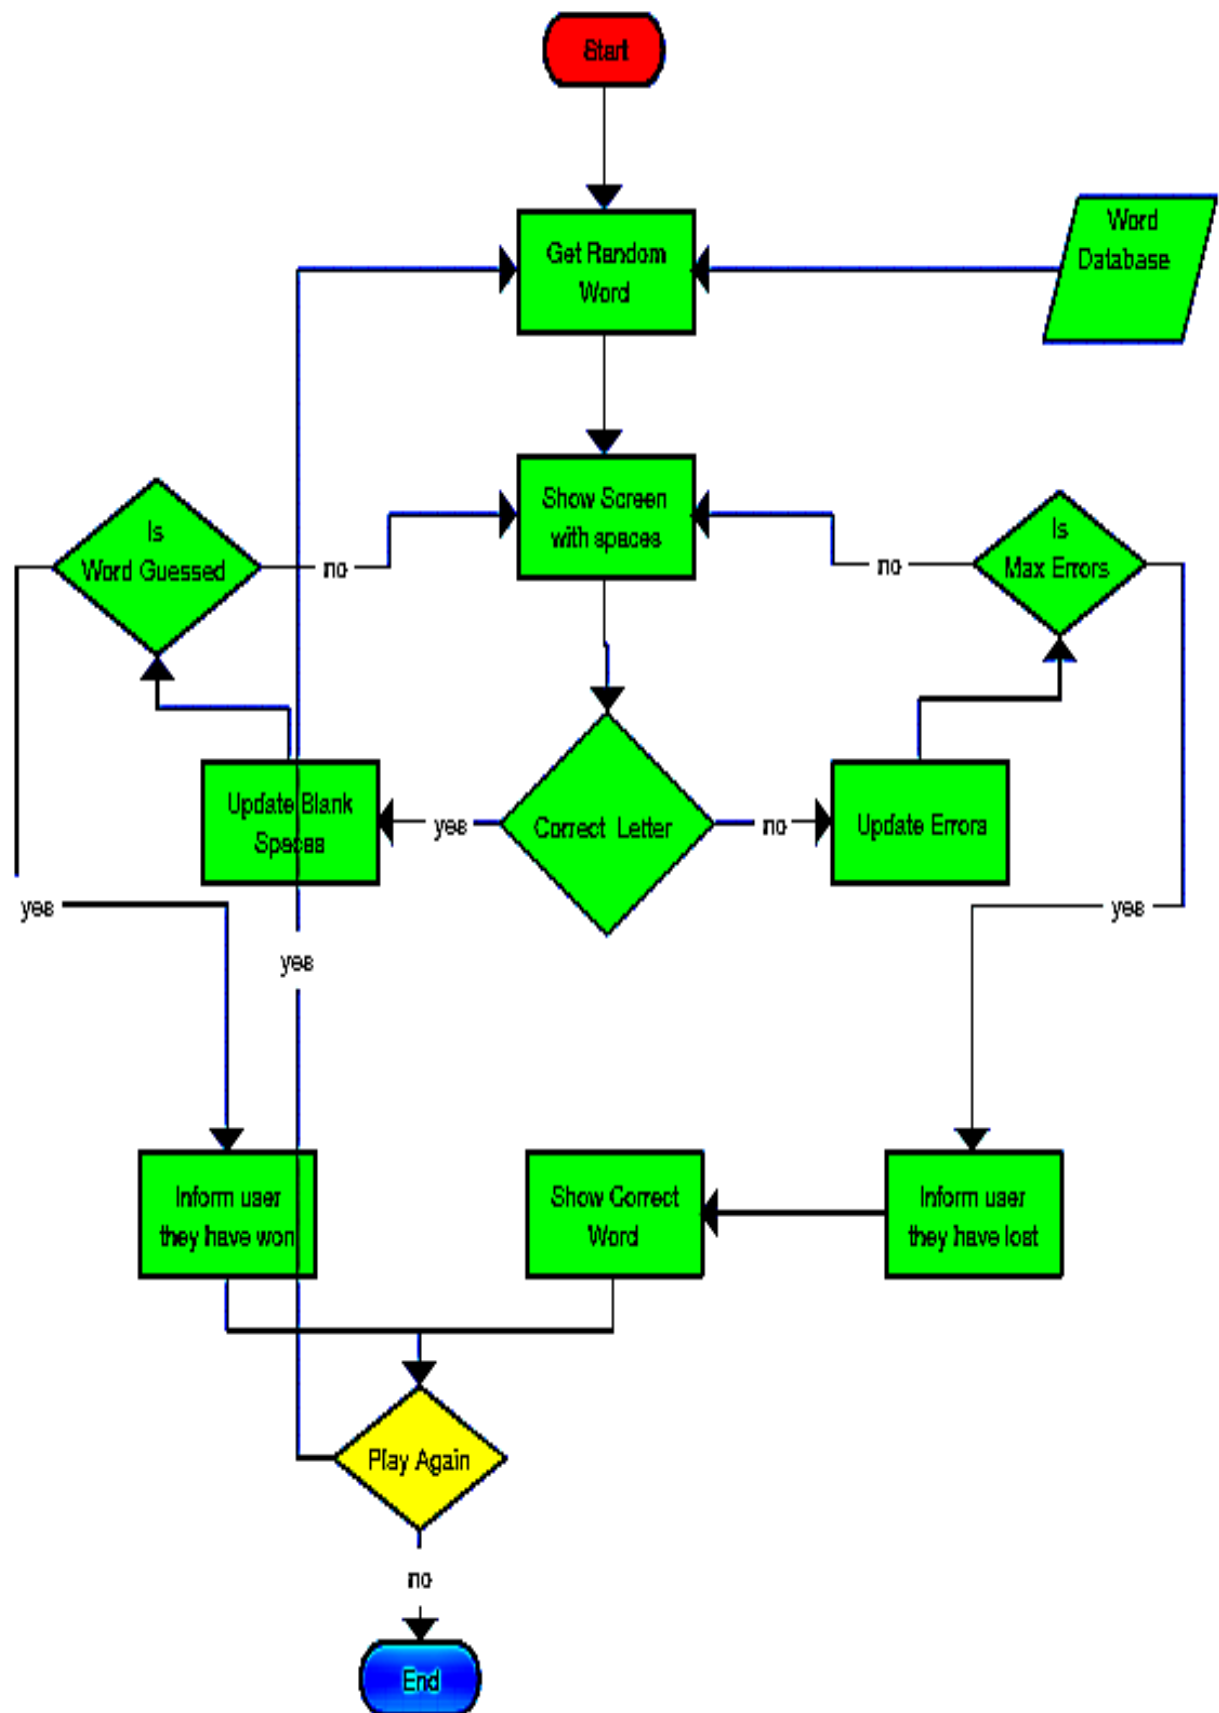 Start
Get Random
Word
Word
Database
Show Screen
with spaces
Is
Word Guessed
no
no
Is
Max Errors
Update Blank
Spaces
yes
Correct Letter
no
Update Errors
yes
yes
yes
Inform user
they have won
Show Correct
Word
Inform user
they have lost
Play Again
no
End